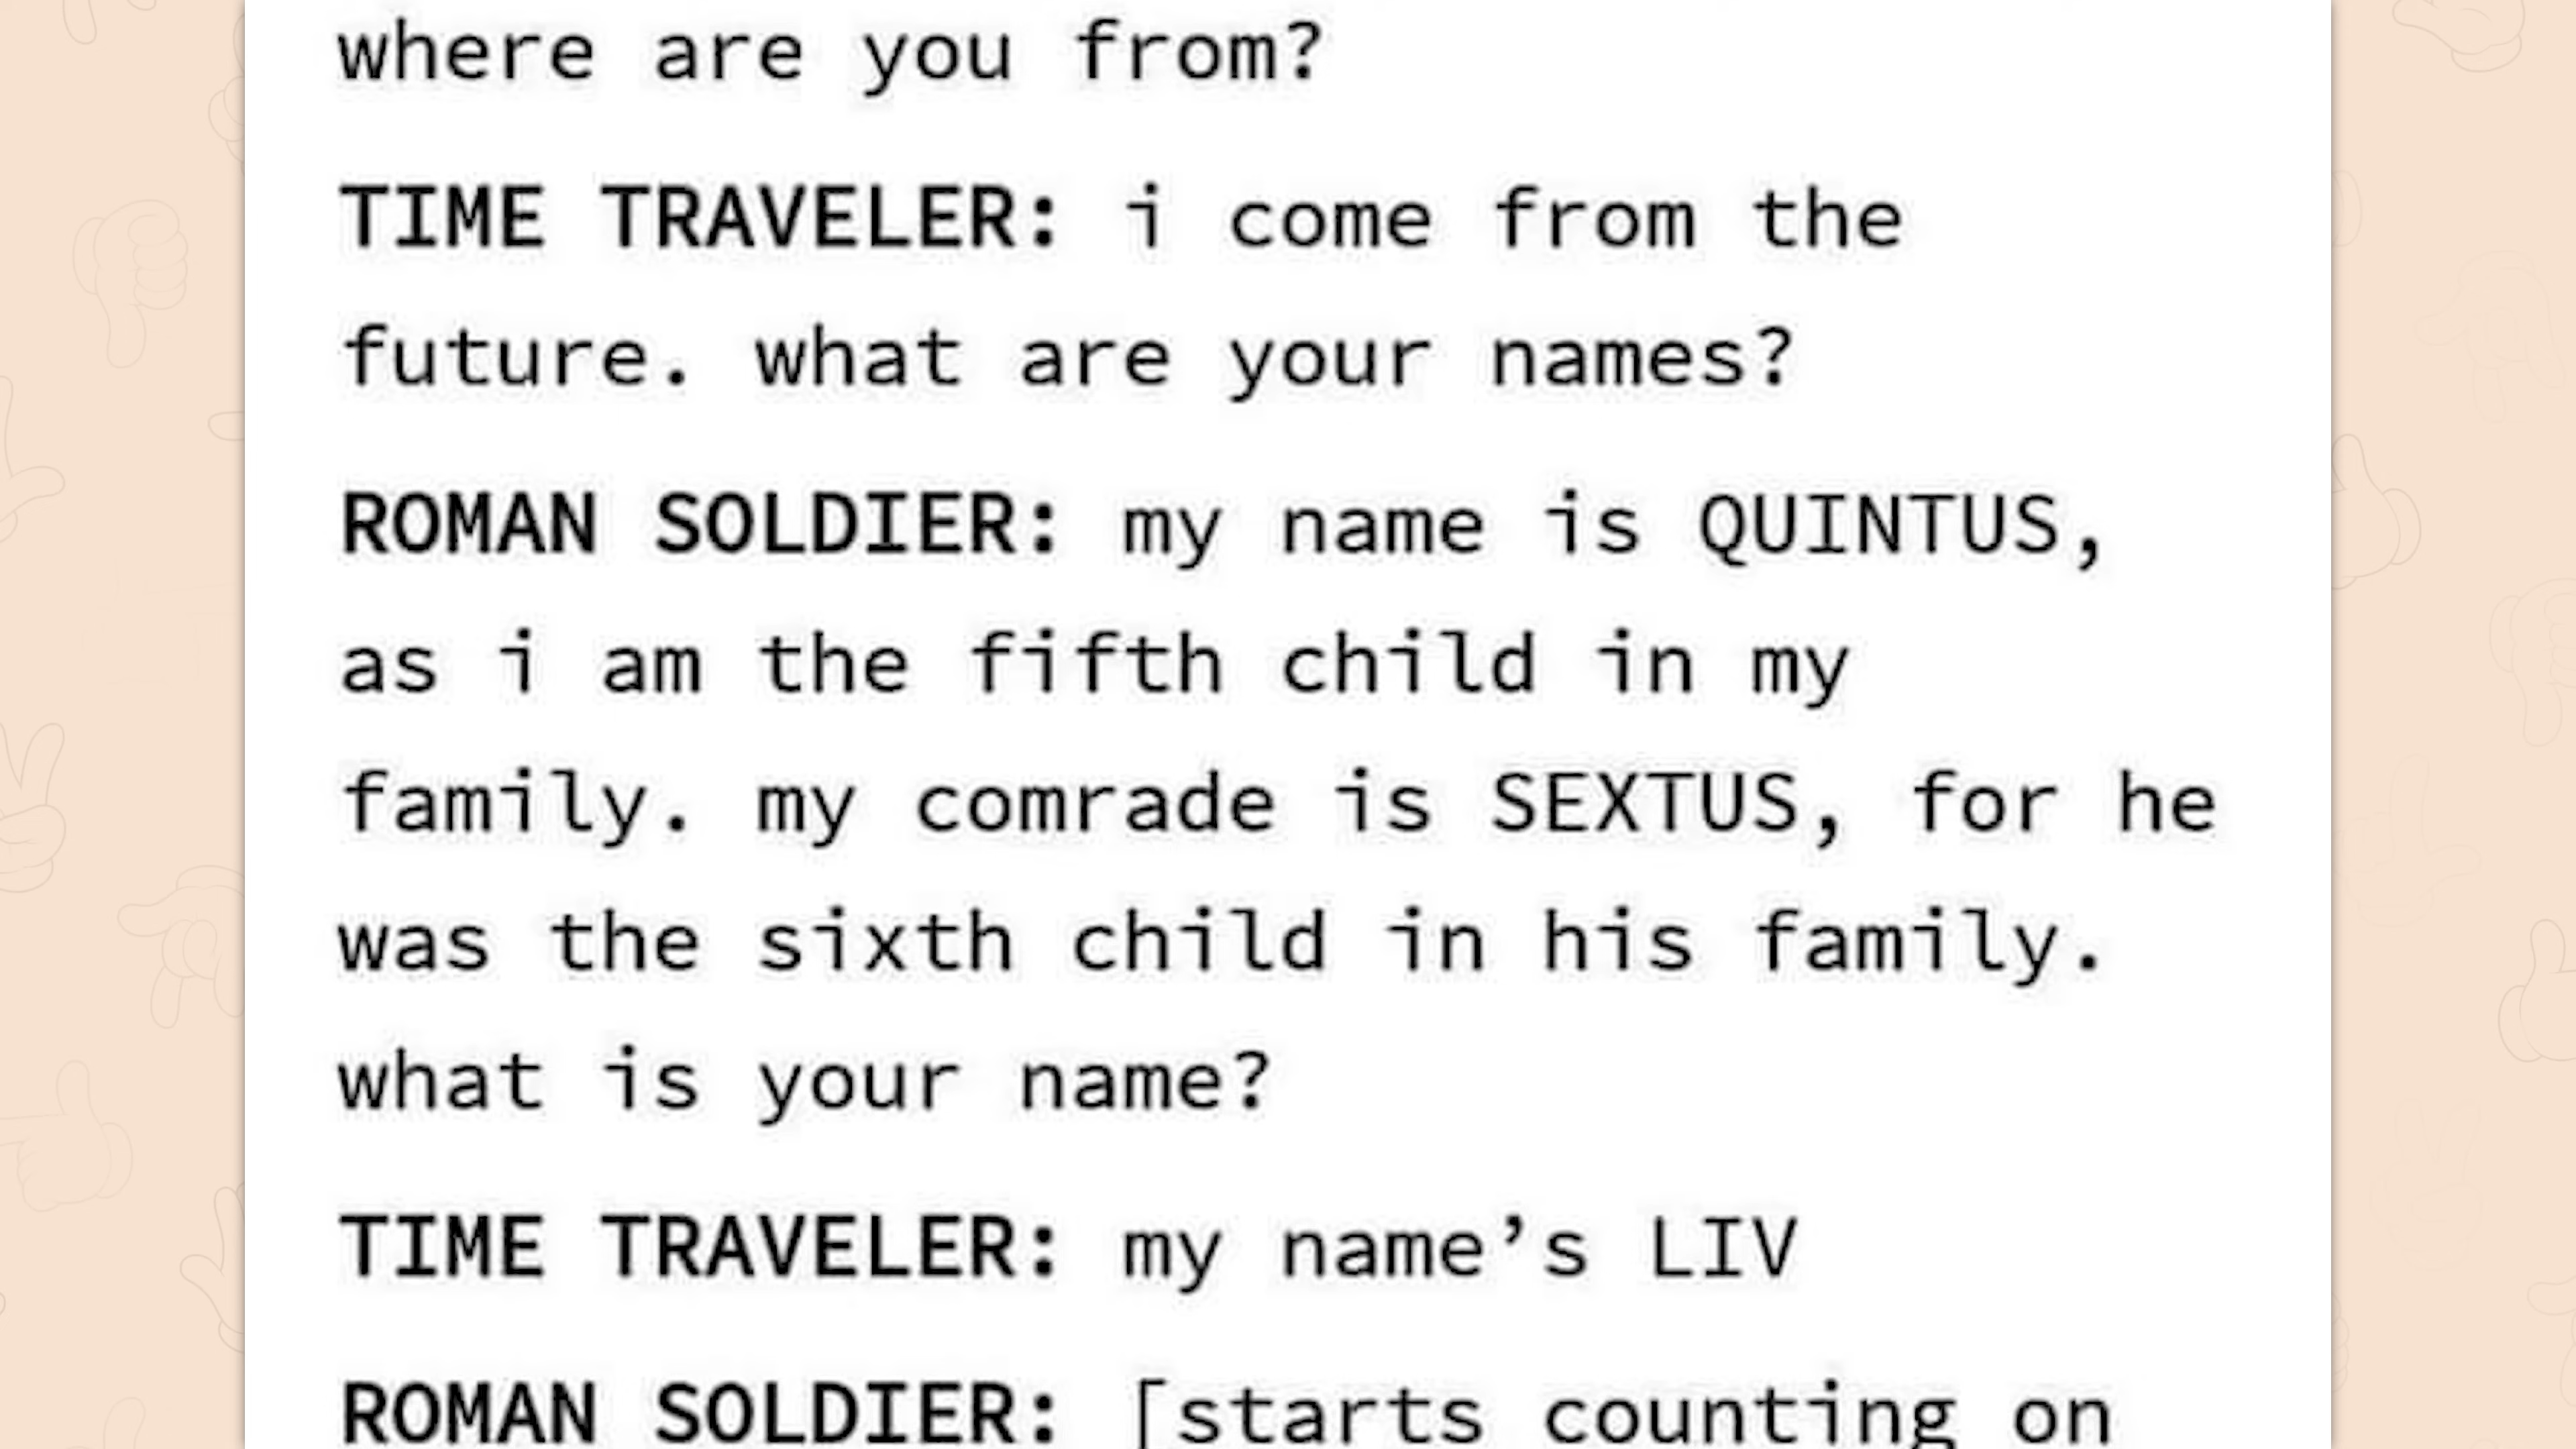 where are you from?
TIME TRAVELER: i come from the
future. what are your names?
ROMAN SOLDIER: my name is QUINTUS,
as i am the fifth child in my
family. my comrade is SEXTUS, for he
was the sixth child in his family.
what is your name?
TIME TRAVELER: my name’s LIV
ROMAN SOLDIER: [starts counting on